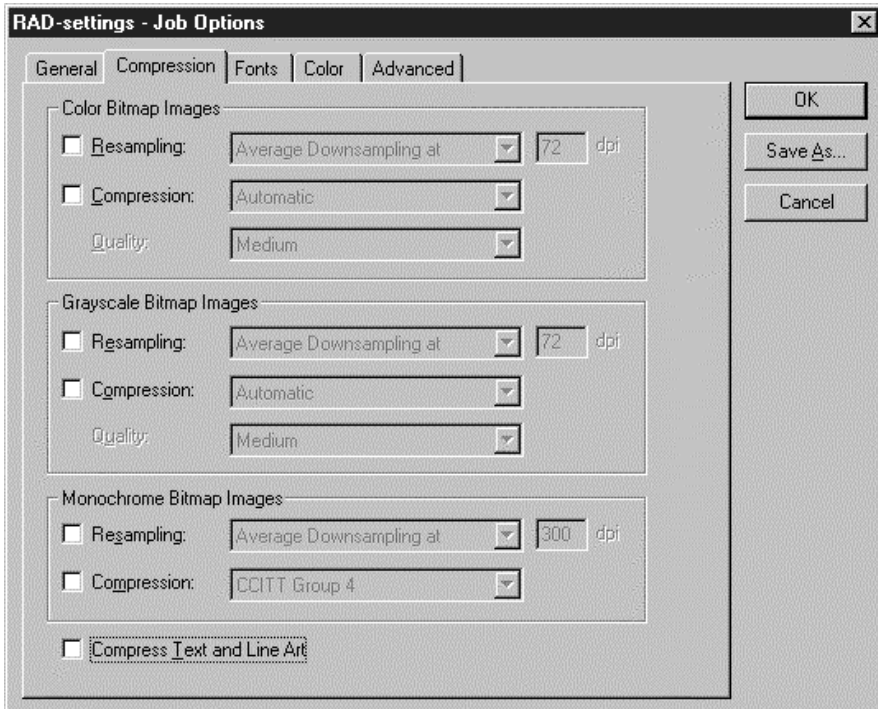 RAD-settings - Job Options
General Compression Fonts Color Advanced
OK
Save As...
Cancel
Color Bitmap Images
Resampling: Average Downsampling at 72 dpi
Compression: Automatic
Quality: Medium
Grayscale Bitmap Images
Resampling: Average Downsampling at 72 dpi
Compression: Automatic
Quality: Medium
Monochrome Bitmap Images
Resampling: Average Downsampling at 300 dpi
Compression: CCITT Group 4
Compress Text and Line Art